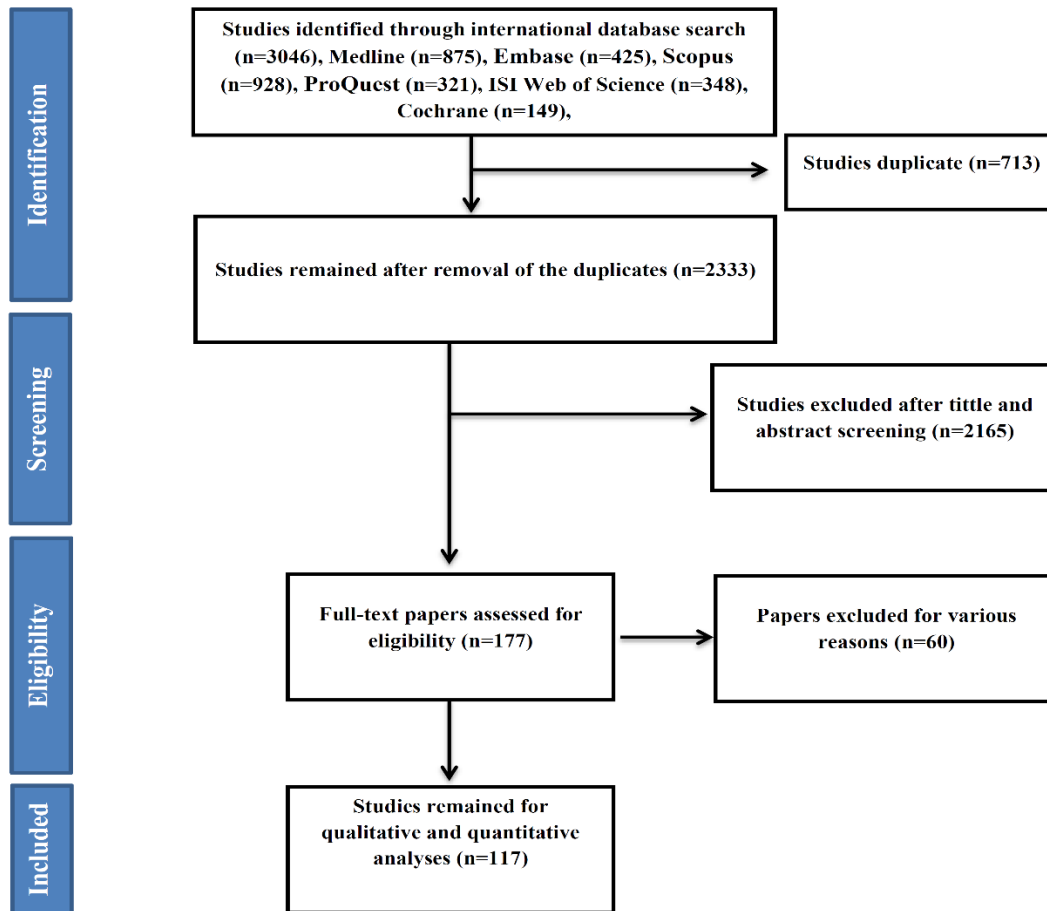 Identification
Studies identified through international database search
(n=3046), Medline (n=875), Embase (n=425), Scopus
(n=928), ProQuest (n=321), ISI Web of Science (n=348),
Cochrane (n=149),
Studies duplicate (n=713)
Studies remained after removal of the duplicates (n=2333)
Screening
Studies excluded after tittle and
abstract screening (n=2165)
Eligibility
Full-text papers assessed for
eligibility (n=177)
Papers excluded for various
reasons (n=60)
Included
Studies remained for
qualitative and quantitative
analyses (n=117)